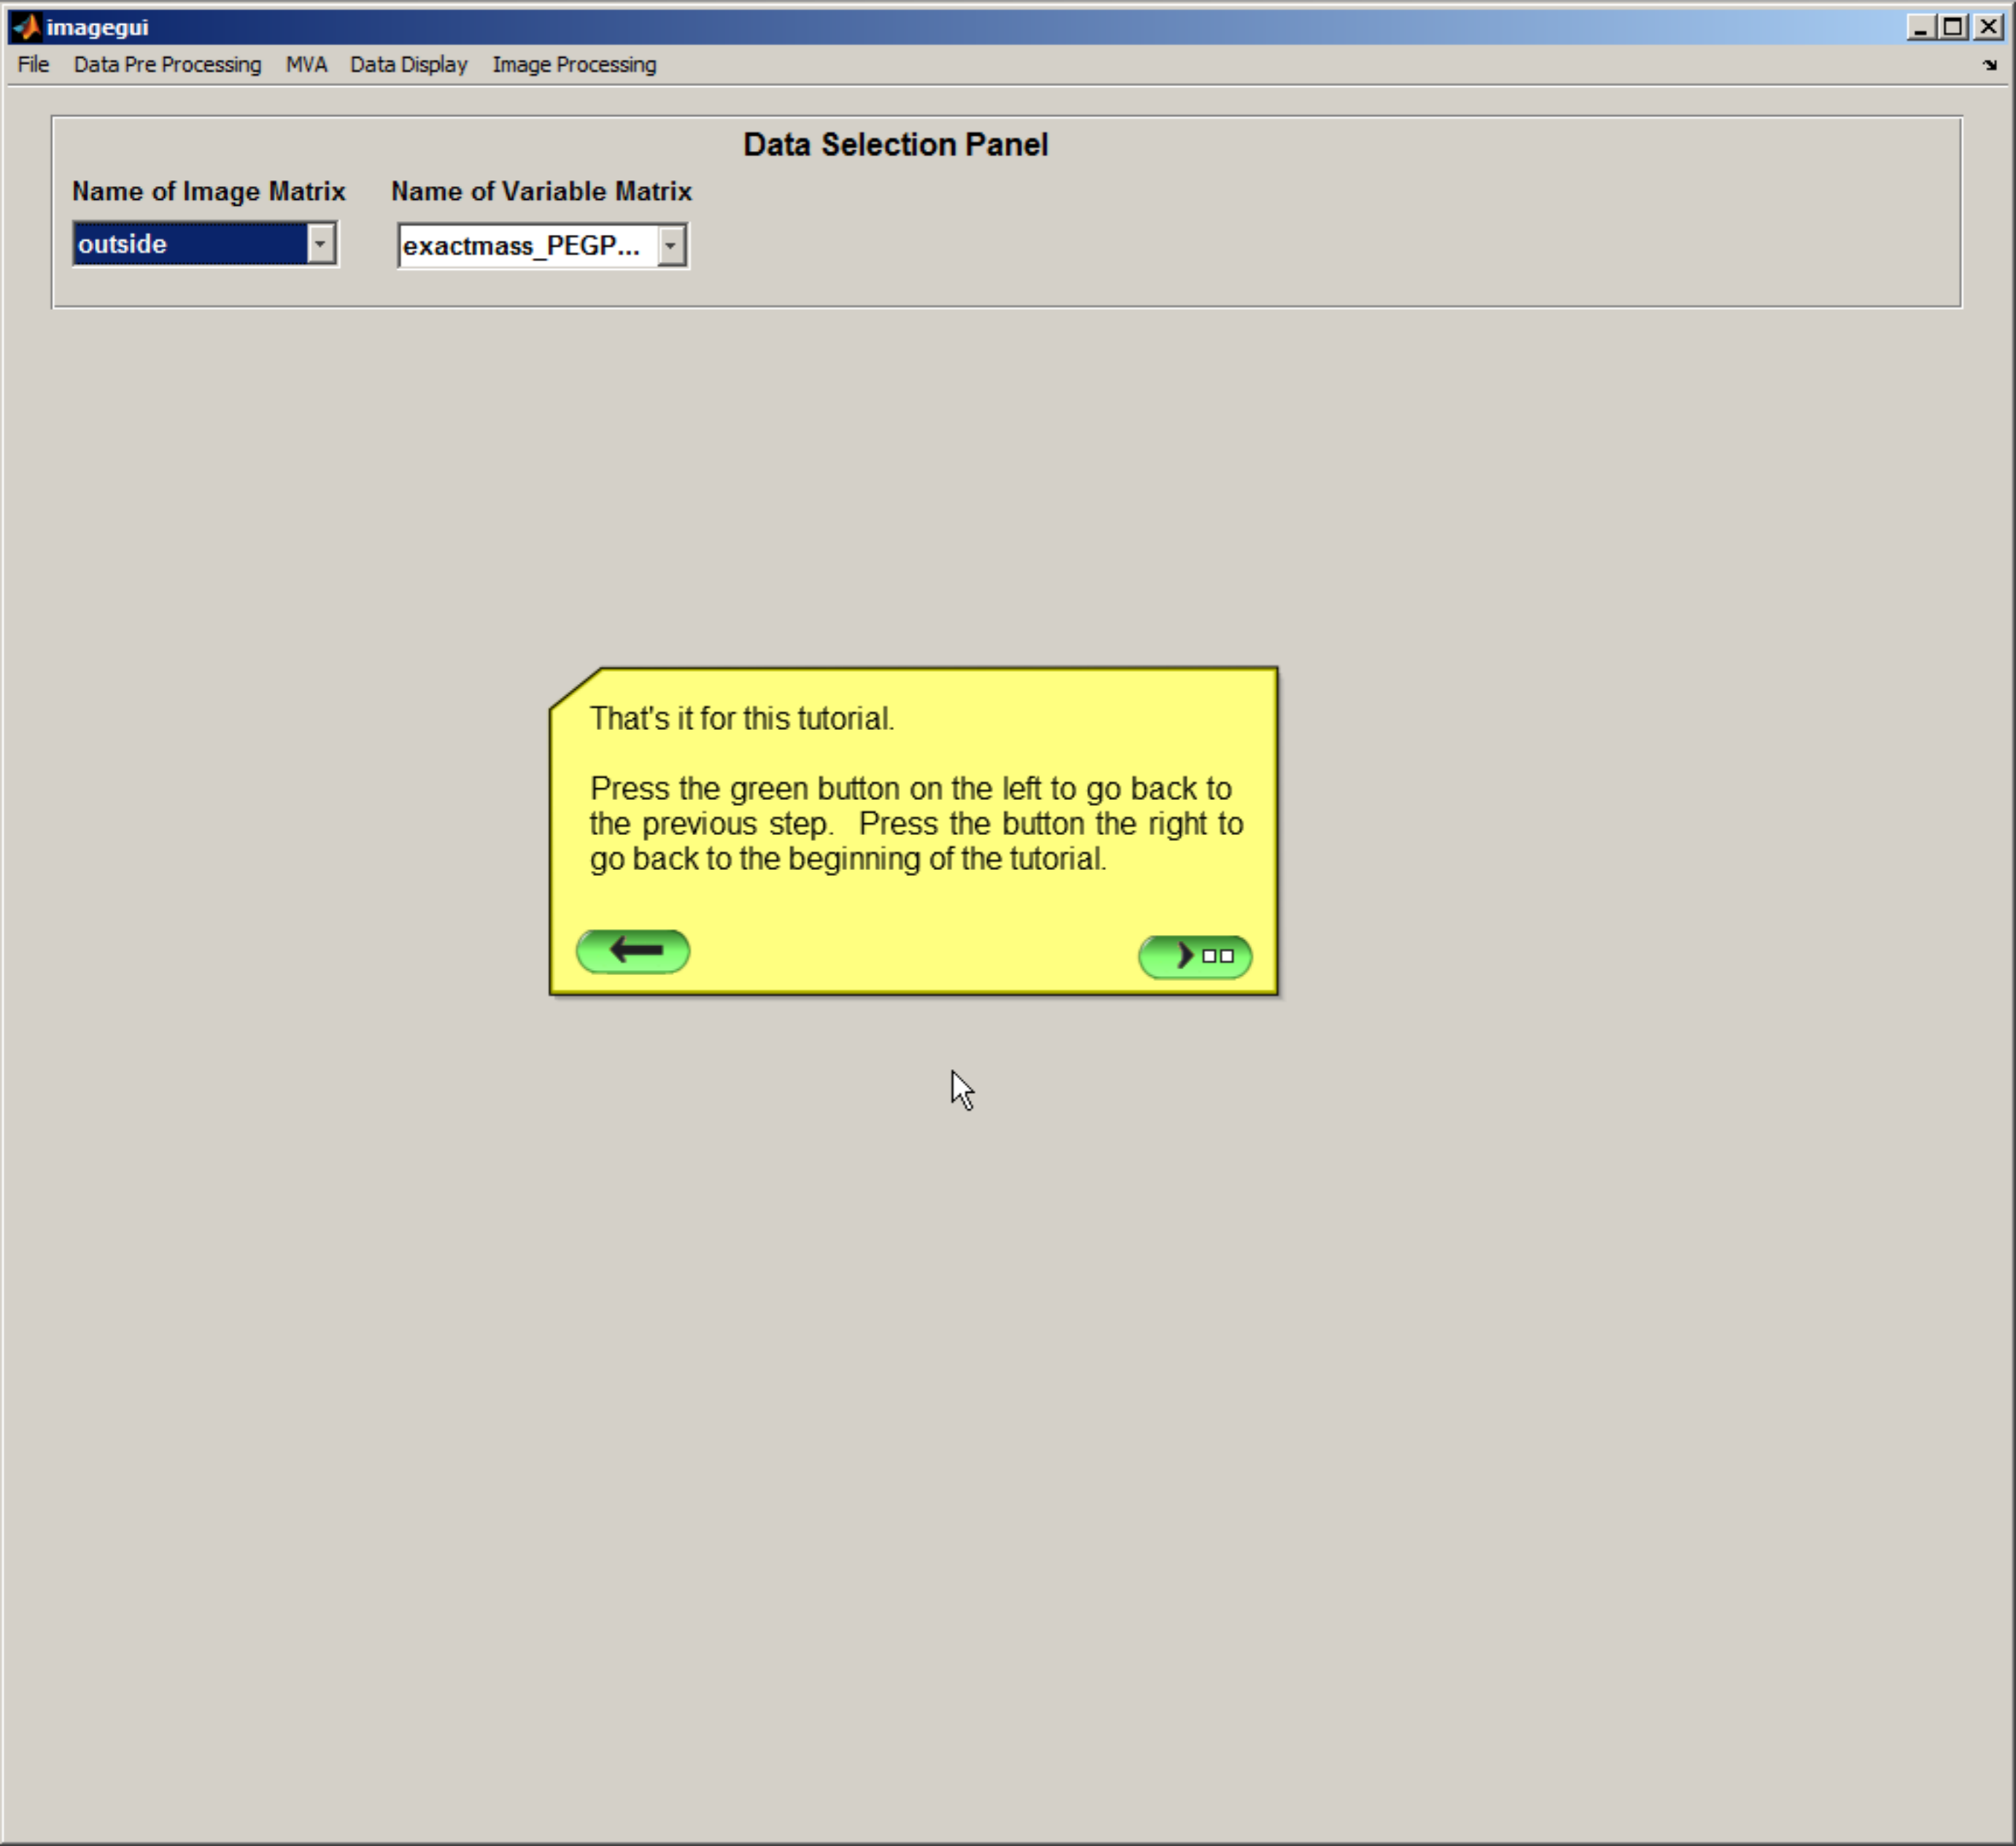 imagegui
File Data Pre Processing MVA Data Display Image Processing
Data Selection Panel
Name of Image Matrix Name of Variable Matrix
outside exactmass_PEGP...
That's it for this tutorial.
Press the green button on the left to go back to
the previous step. Press the button the right to
go back to the beginning of the tutorial.